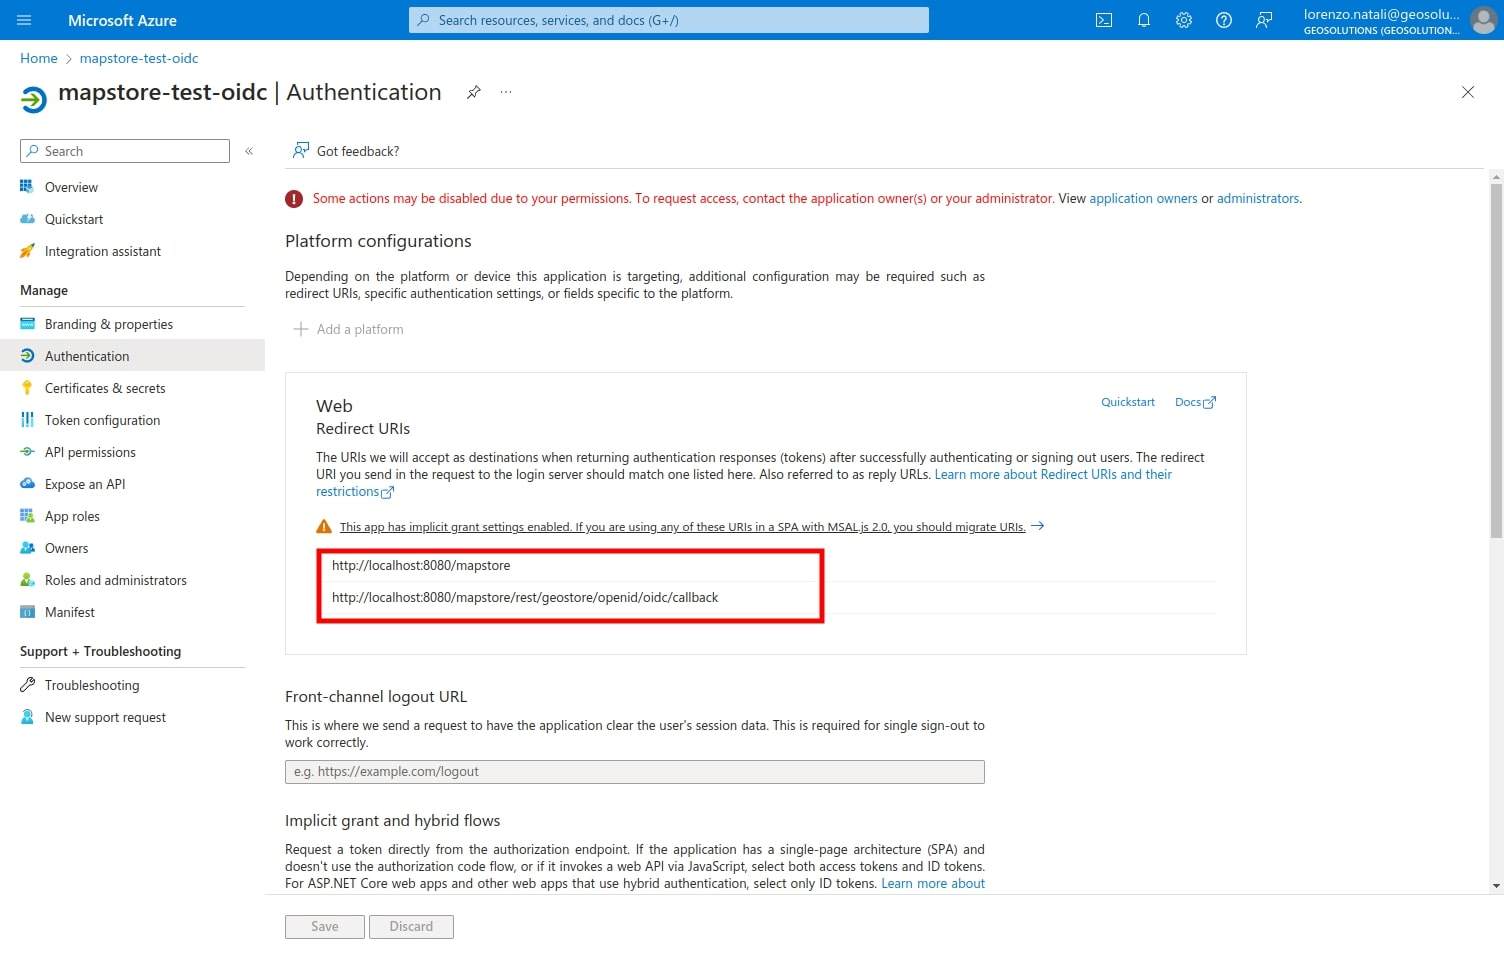 Microsoft Azure
Search resources, services, and docs (G+/)
lorenzo.natali@geosolu...
GEOSOLUTIONS (GEOSOLUTION...
Home > mapstore-test-oidc
mapstore-test-oidc | Authentication
Search
Got feedback?
Overview
Quickstart
Integration assistant
Manage
Branding & properties
Authentication
Certificates & secrets
Token configuration
API permissions
Expose an API
App roles
Owners
Roles and administrators
Manifest
Support + Troubleshooting
Troubleshooting
New support request
Some actions may be disabled due to your permissions. To request access, contact the application owner(s) or your administrator. View application owners or administrators.
Platform configurations
Depending on the platform or device this application is targeting, additional configuration may be required such as
redirect URIs, specific authentication settings, or fields specific to the platform.
Add a platform
Web
Quickstart
Docs
Redirect URIs
The URIs we will accept as destinations when returning authentication responses (tokens) after successfully authenticating or signing out users. The redirect
URI you send in the request to the login server should match one listed here. Also referred to as reply URLs. Learn more about Redirect URIs and their
restrictions
This app has implicit grant settings enabled. If you are using any of these URIs in a SPA with MSAL.js 2.0, you should migrate URIs.
http://localhost:8080/mapstore
http://localhost:8080/mapstore/rest/geostore/openid/oidc/callback
Front-channel logout URL
This is where we send a request to have the application clear the user's session data. This is required for single sign-out to
work correctly.
e.g. https://example.com/logout
Implicit grant and hybrid flows
Request a token directly from the authorization endpoint. If the application has a single-page architecture (SPA) and
doesn't use the authorization code flow, or if it invokes a web API via JavaScript, select both access tokens and ID tokens.
For ASP.NET Core web apps and other web apps that use hybrid authentication, select only ID tokens. Learn more about
Save
Discard